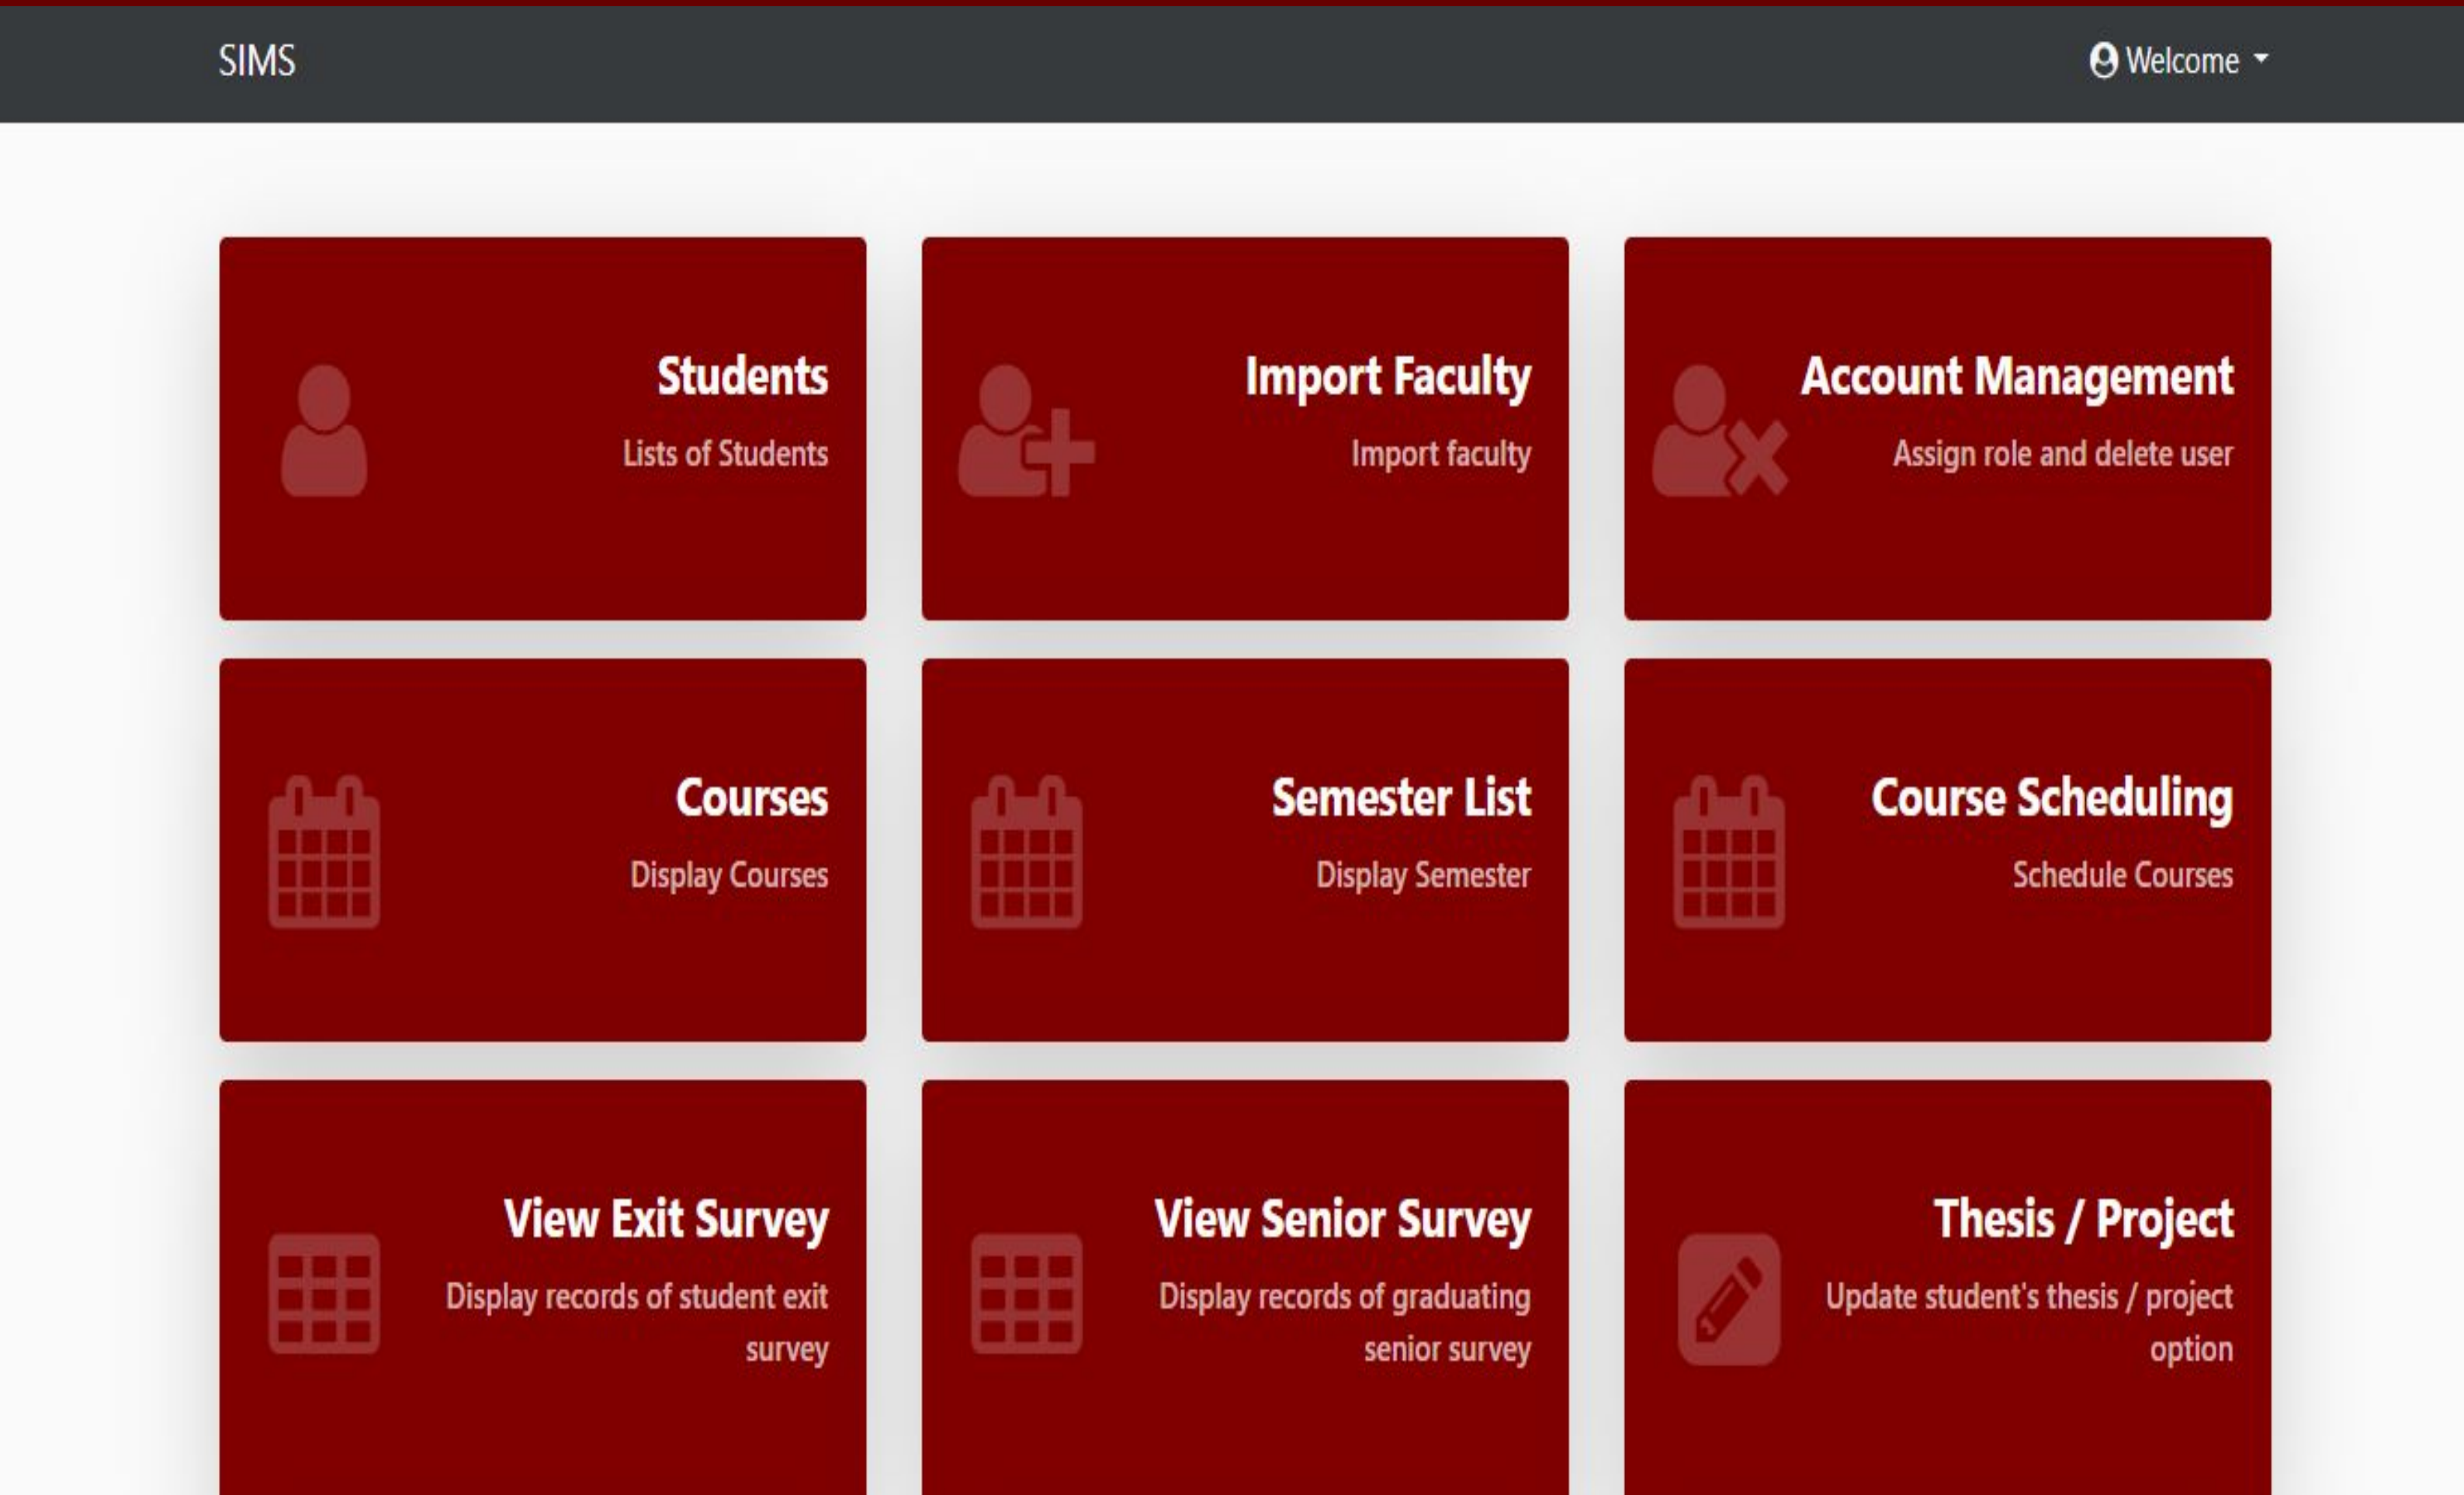 SIMS
Welcome
Students
Lists of Students
Import Faculty
Import faculty
Account Management
Assign role and delete user
Courses
Display Courses
Semester List
Display Semester
Course Scheduling
Schedule Courses
View Exit Survey
Display records of student exit
survey
View Senior Survey
Display records of graduating
senior survey
Thesis / Project
Update student's thesis / project
option